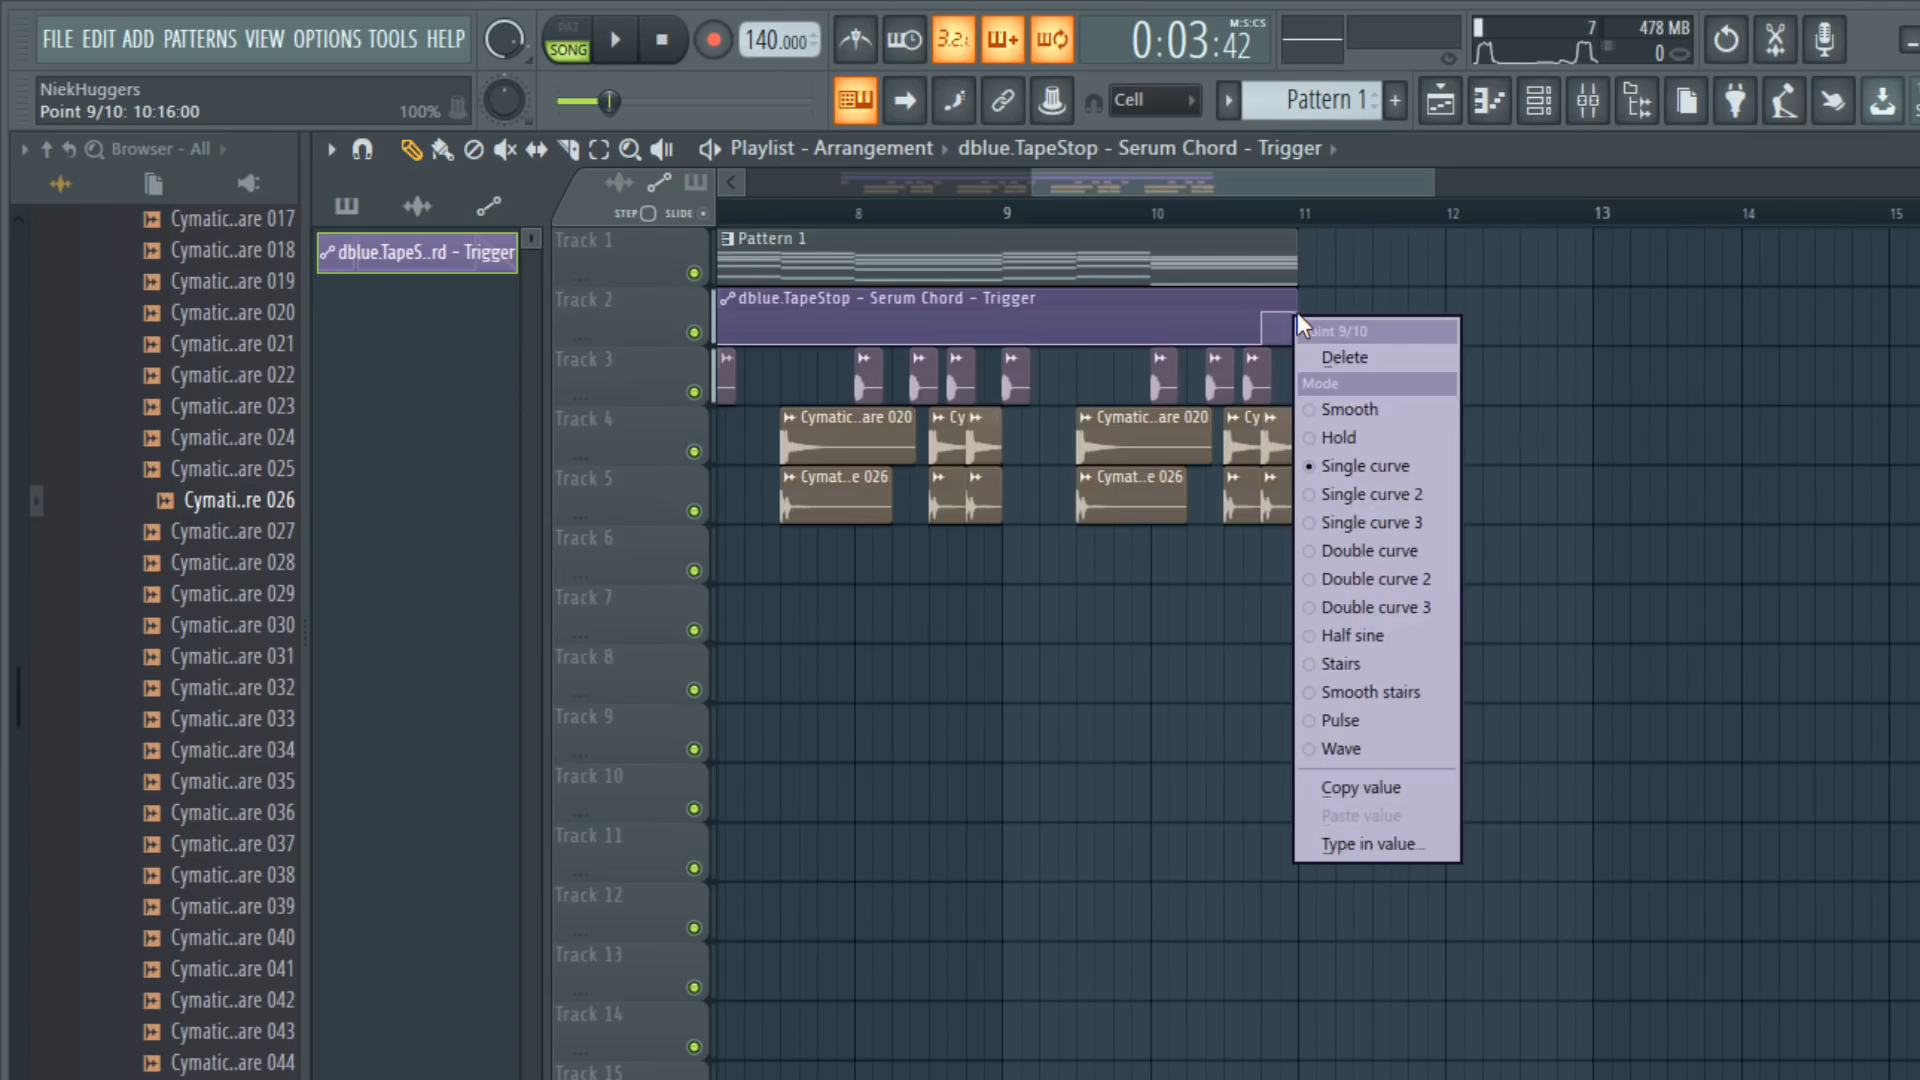 FILE EDIT ADD PATTERNS VIEW OPTIONS TOOLS HELP
PAT
SONG
140.000
3.2.
M:S:CS
0:03:42
7
478 MB
0
NiekHuggers
Point 9/10: 10:16:00
100%
Cell
Pattern 1
+
Browser - All
Playlist - Arrangement
dblue.TapeStop - Serum Chord - Trigger
STEP
SLIDE
8
9
10
11
12
13
14
15
Cymatic..are 017
Cymatic..are 018
Cymatic..are 019
Cymatic..are 020
Cymatic..are 021
Cymatic..are 022
Cymatic..are 023
Cymatic..are 024
Cymatic..are 025
Cymati..re 026
Cymatic..are 027
Cymatic..are 028
Cymatic..are 029
Cymatic..are 030
Cymatic..are 031
Cymatic..are 032
Cymatic..are 033
Cymatic..are 034
Cymatic..are 035
Cymatic..are 036
Cymatic..are 037
Cymatic..are 038
Cymatic..are 039
Cymatic..are 040
Cymatic..are 041
Cymatic..are 042
Cymatic..are 043
Cymatic..are 044
dblue.TapeS..rd - Trigger
Track 1
Pattern 1
Track 2
dblue.TapeStop - Serum Chord - Trigger
Track 3
Track 4
Cymatic..are 020
Cy
Cymatic..are 020
Cy
Track 5
Cymat..e 026
Cymat..e 026
Track 6
Track 7
Track 8
Track 9
Track 10
Track 11
Track 12
Track 13
Track 14
Track 15
9/10
Delete
Mode
Smooth
Hold
Single curve
Single curve 2
Single curve 3
Double curve
Double curve 2
Double curve 3
Half sine
Stairs
Smooth stairs
Pulse
Wave
Copy value
Paste value
Type in value...